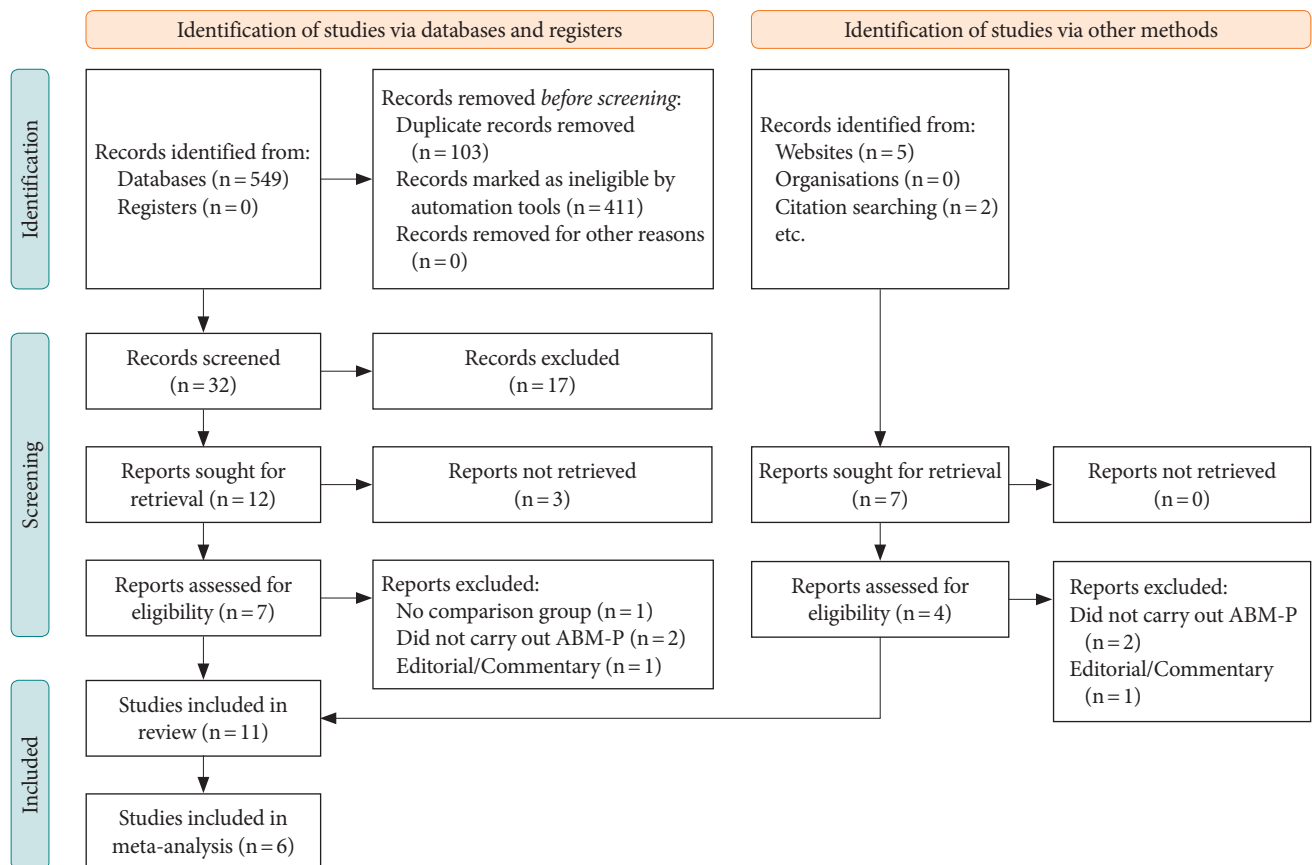 Identification of studies via databases and registers
Identification of studies via other methods
Identification
Records identified from:
Databases (n = 549)
Registers (n = 0)
Records removed before screening:
Duplicate records removed
(n = 103)
Records marked as ineligible by
automation tools (n = 411)
Records removed for other reasons
(n = 0)
Records identified from:
Websites (n = 5)
Organisations (n = 0)
Citation searching (n = 2)
etc.
Screening
Records screened
(n = 32)
Records excluded
(n = 17)
Reports sought for
retrieval (n = 12)
Reports not retrieved
(n = 3)
Reports sought for retrieval
(n = 7)
Reports not retrieved
(n = 0)
Reports assessed for
eligibility (n = 7)
Reports excluded:
No comparison group (n = 1)
Did not carry out ABM-P (n = 2)
Editorial/Commentary (n = 1)
Reports assessed for
eligibility (n = 4)
Reports excluded:
Did not carry out ABM-P
(n = 2)
Editorial/Commentary
(n = 1)
Included
Studies included in
review (n = 11)
Studies included in
meta-analysis (n = 6)